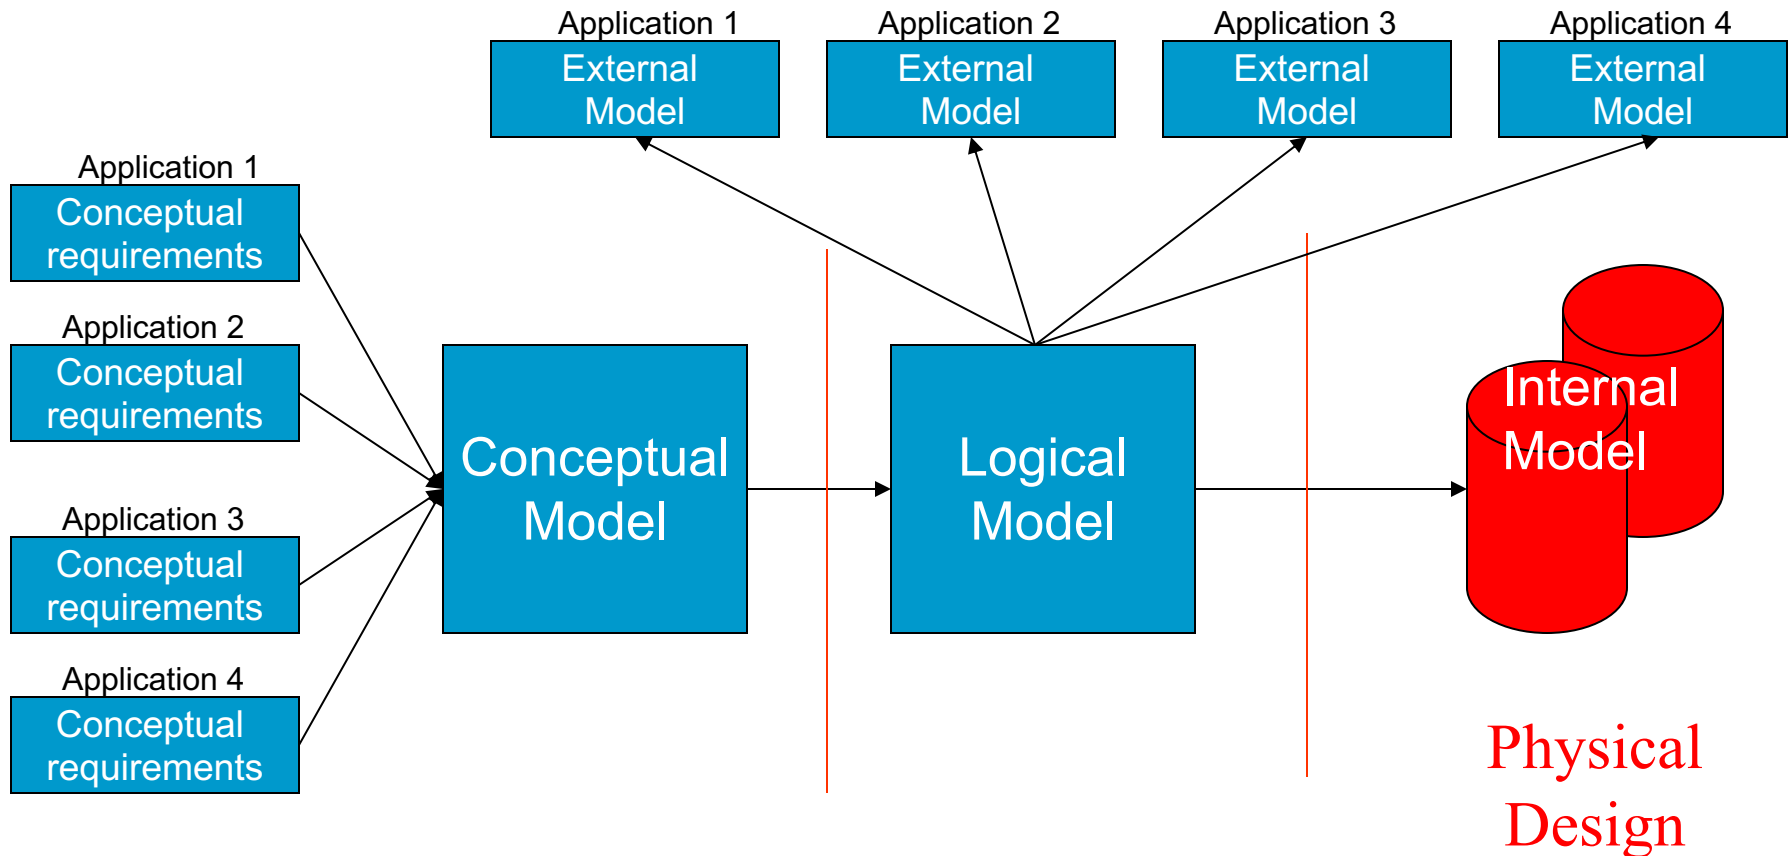 Application 1
Application 2
Application 3
Application 4
External
Model
External
Model
External
Model
External
Model
Application 1
Conceptual
requirements
Application 2
Conceptual
requirements
Application 3
Conceptual
requirements
Application 4
Conceptual
requirements
Conceptual
Model
Logical
Model
Internal
Model
Physical
Design